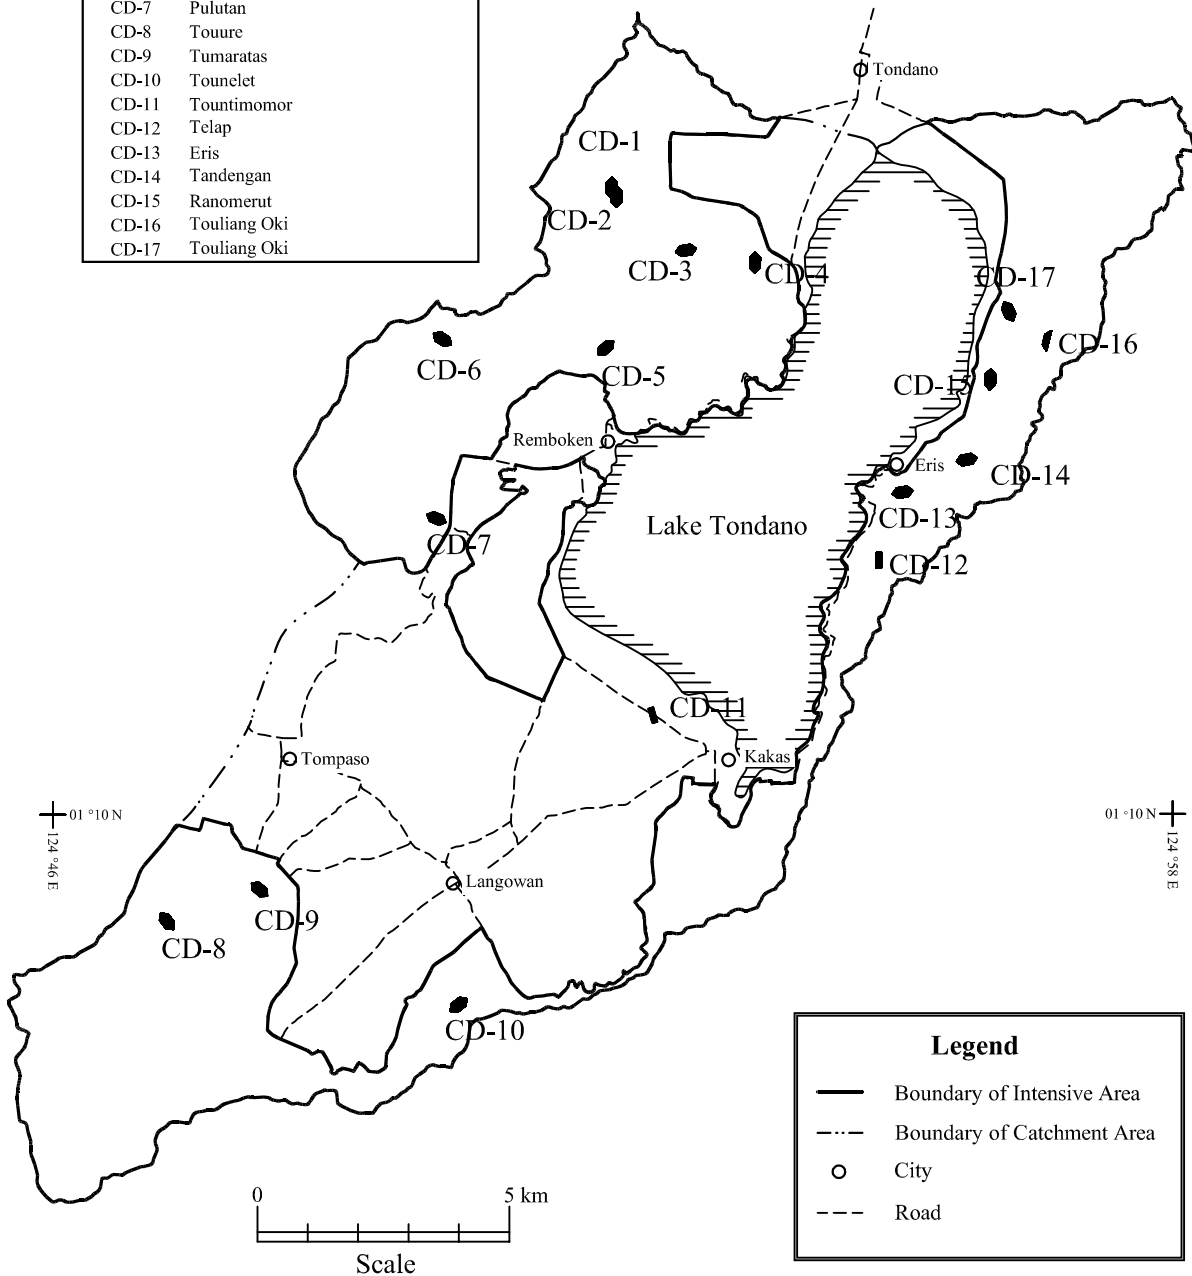 CD-7 Pulutan
CD-8 Touure
CD-9 Tumaratas
CD-10 Tounelet
CD-11 Tountimomor
CD-12 Telap
CD-13 Eris
CD-14 Tandengan
CD-15 Ranomerut
CD-16 Touliang Oki
CD-17 Touliang Oki
Tondano
CD-1
CD-2
CD-3
CD-4
CD-17
CD-16
CD-6
CD-5
CD-15
Remboken
Eris
CD-14
CD-13
Lake Tondano
CD-7
CD-12
CD-11
Kakas
Tompaso
01 °10 N
124 °46 E
01 °10 N
124 °58 E
Langowan
CD-9
CD-8
CD-10
Legend
Boundary of Intensive Area
Boundary of Catchment Area
City
Road
0 5 km
Scale